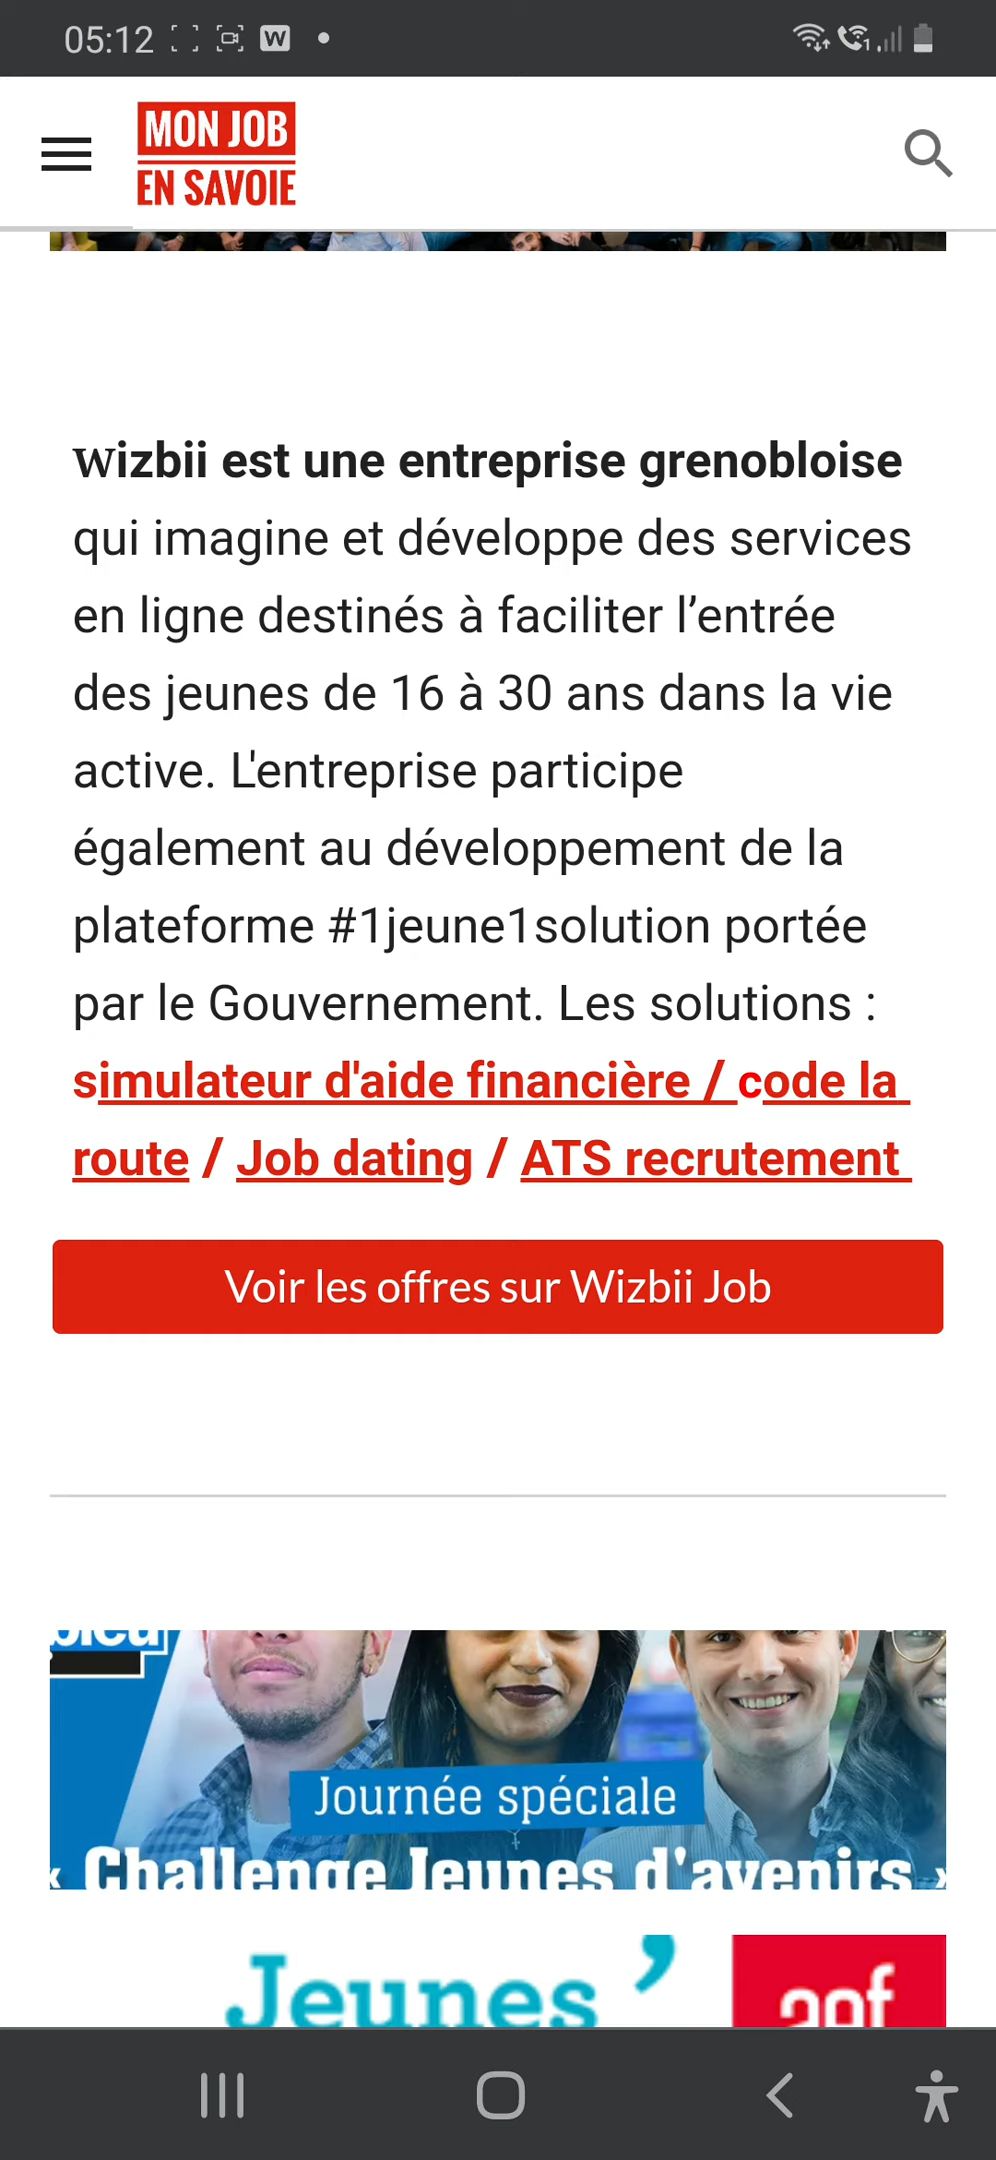 05:12
W
1
MON JOB
EN SAVOIE
Wizbii est une entreprise grenobloise
qui imagine et développe des services
en ligne destinés à faciliter l’entrée
des jeunes de 16 à 30 ans dans la vie
active. L'entreprise participe
également au développement de la
plateforme #1jeune1solution portée
par le Gouvernement. Les solutions :
simulateur d'aide financière / code la
route / Job dating / ATS recrutement
Voir les offres sur Wizbii Job
bleu
Journée spéciale
« Challenge Jeunes d'avenirs »
Jeunes’